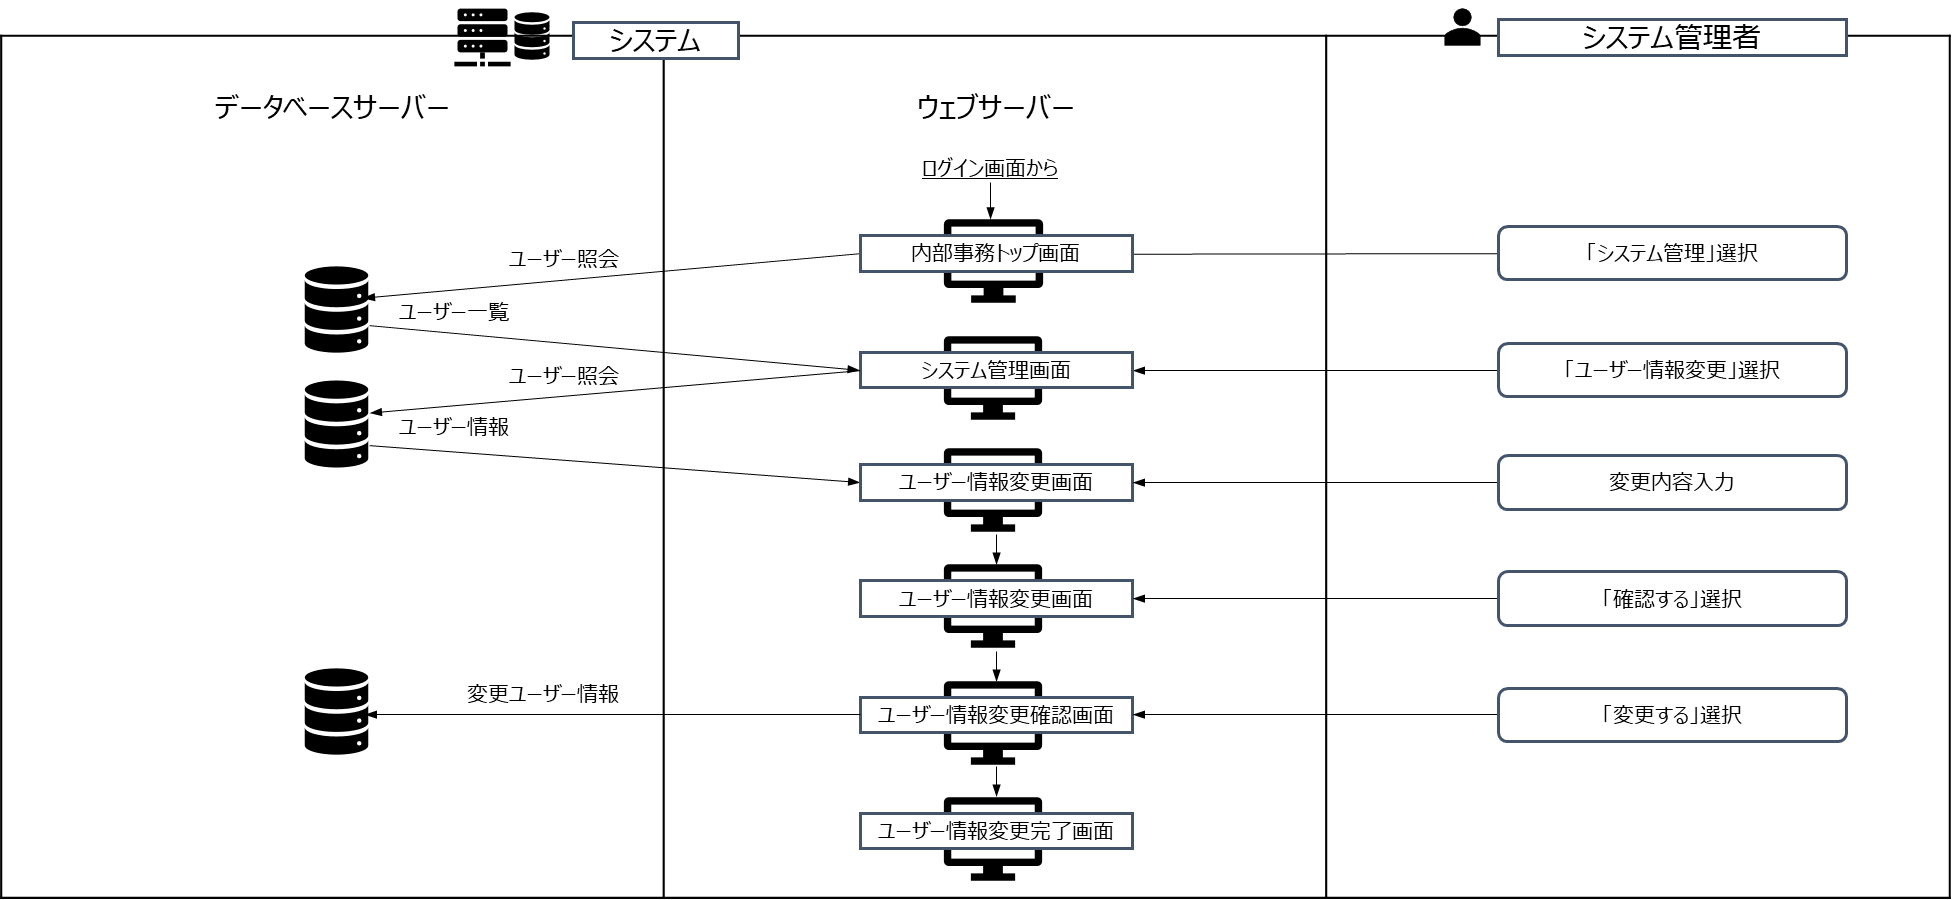 システム
システム管理者
データベースサーバー
ウェブサーバー
ログイン画面から
内部事務トップ画面
「システム管理」選択
ユーザー照会
ユーザー一覧
システム管理画面
「ユーザー情報変更」選択
ユーザー照会
ユーザー情報
ユーザー情報変更画面
変更内容入力
ユーザー情報変更画面
「確認する」選択
変更ユーザー情報
ユーザー情報変更確認画面
「変更する」選択
ユーザー情報変更完了画面